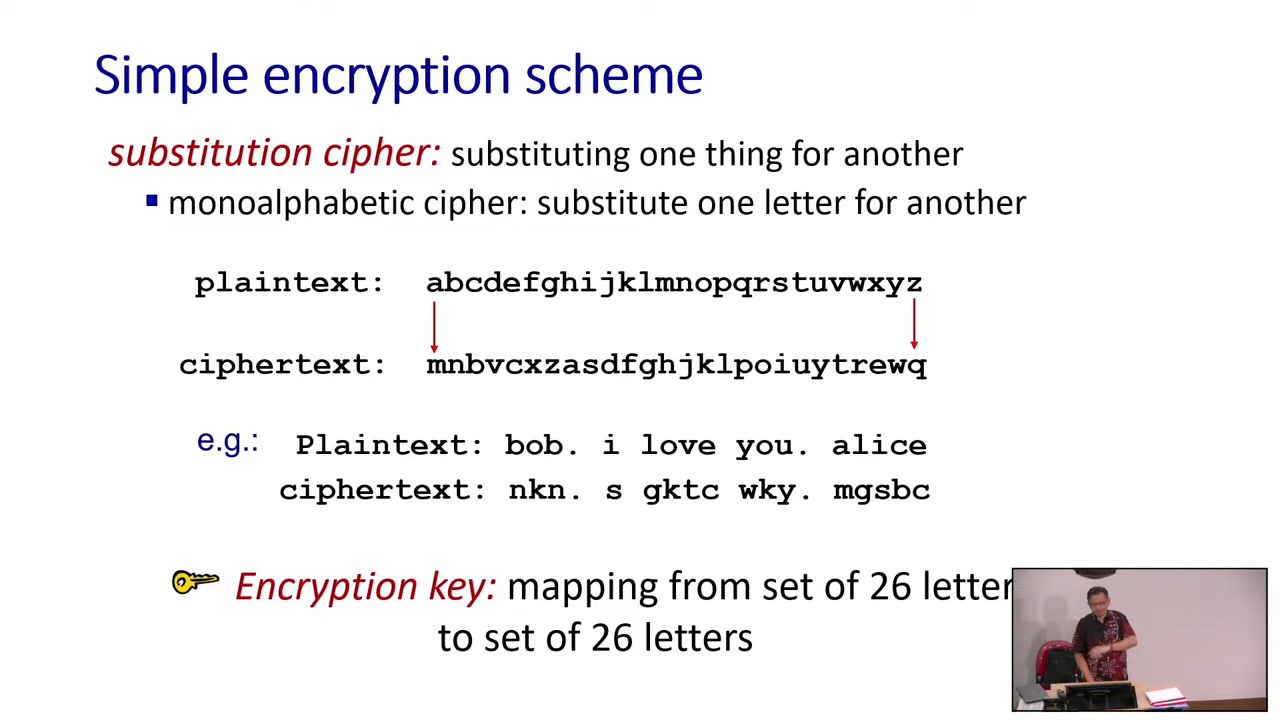 Simple encryption scheme
substitution cipher: substituting one thing for another
monoalphabetic cipher: substitute one letter for another
plaintext: abcdefghijklmnopqrstuvwxyz
ciphertext: mnbvcxzasdfghjklpoiuytrewq
e.g.: Plaintext: bob. i love you. alice
ciphertext: nkn. s gktc wky. mgsbc
Encryption key: mapping from set of 26 letter
to set of 26 letters